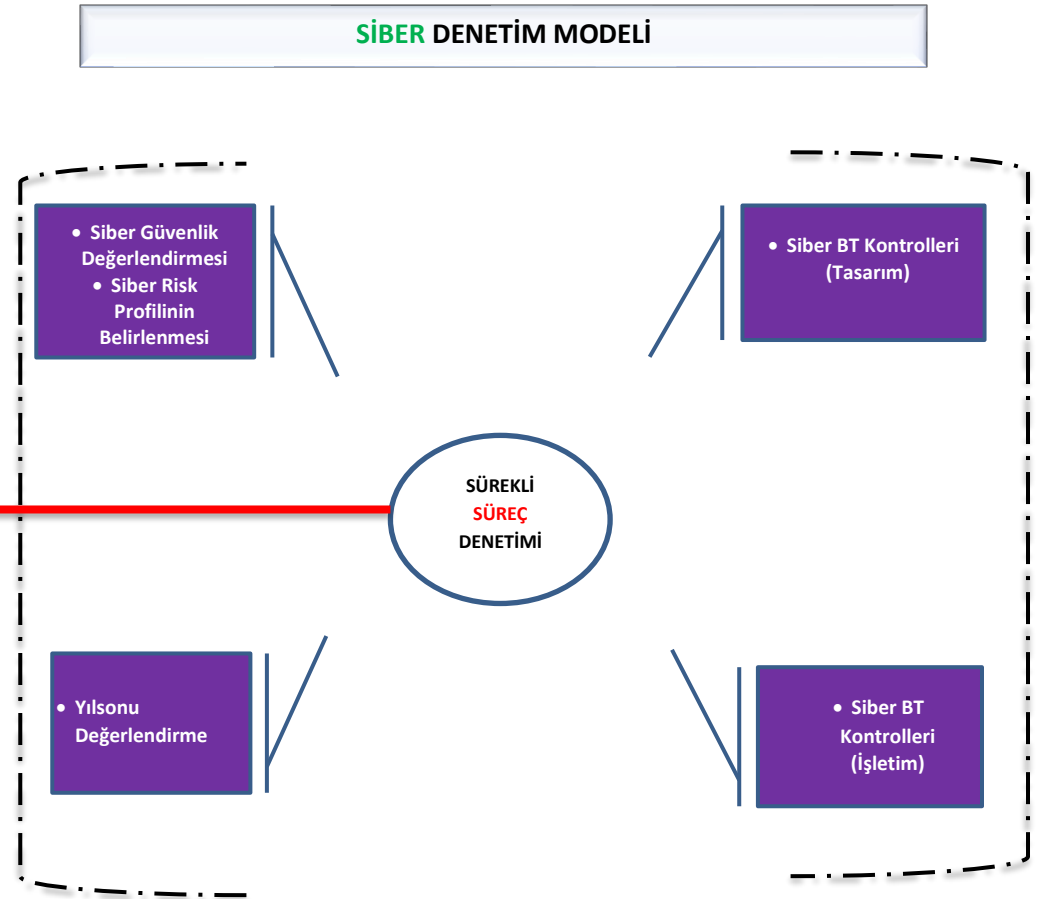 SİBER DENETİM MODELİ
• Siber Güvenlik
Değerlendirmesi
• Siber Risk
Profilinin
Belirlenmesi
• Siber BT Kontrolleri
(Tasarım)
SÜREKLİ
SÜREÇ
DENETİMİ
• Yılsonu
Değerlendirme
• Siber BT
Kontrolleri
(İşletim)